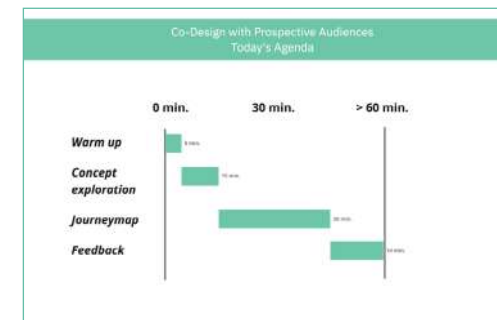 Co-Design with Prospective Audiences
Today's Agenda
0 min. 30 min. > 60 min.
Warm up
Concept
exploration
Journeymap
Feedback